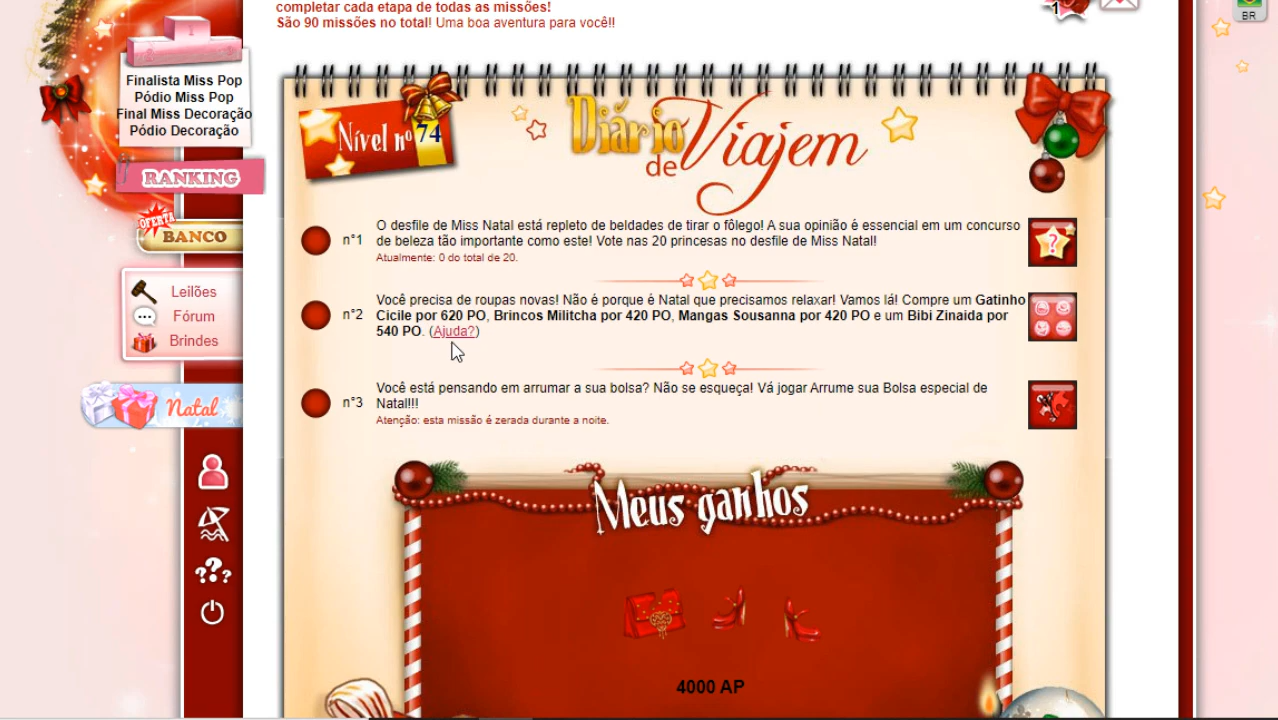 completar cada etapa de todas as missões!
São 90 missões no total! Uma boa aventura para você!!
1
BR
Finalista Miss Pop
Pódio Miss Pop
Final Miss Decoração
Pódio Decoração
RANKING
OFERTA
BANCO
Leilões
Fórum
Brindes
Natal
Nível nº 74
Diário de Viajem
n°1
O desfile de Miss Natal está repleto de beldades de tirar o fôlego! A sua opinião é essencial em um concurso
de beleza tão importante como este! Vote nas 20 princesas no desfile de Miss Natal!
Atualmente: 0 do total de 20.
n°2
Você precisa de roupas novas! Não é porque é Natal que precisamos relaxar! Vamos lá! Compre um Gatinho
Cicile por 620 PO, Brincos Militcha por 420 PO, Mangas Sousanna por 420 PO e um Bibi Zinaida por
540 PO. (Ajuda?)
n°3
Você está pensando em arrumar a sua bolsa? Não se esqueça! Vá jogar Arrume sua Bolsa especial de
Natal!!!
Atenção: esta missão é zerada durante a noite.
Meus ganhos
4000 AP